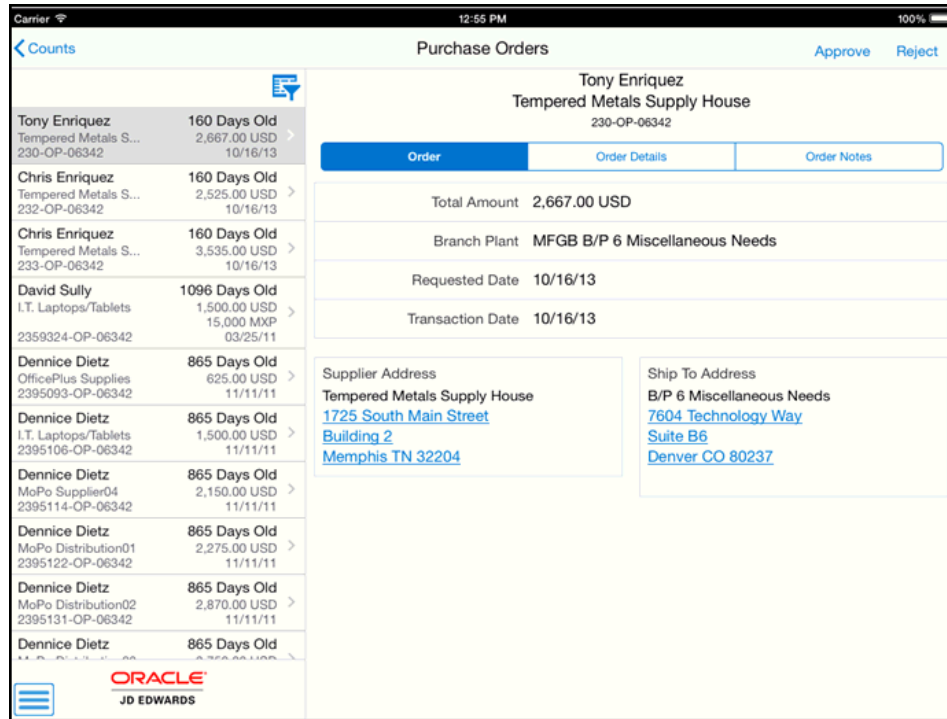 Carrier 12:55 PM 100%
Counts Purchase Orders Approve Reject
Tony Enriquez 160 Days Old
Tempered Metals S... 2,667.00 USD
230-OP-06342 10/16/13
Chris Enriquez 160 Days Old
Tempered Metals S... 2,525.00 USD
232-OP-06342 10/16/13
Chris Enriquez 160 Days Old
Tempered Metals S... 3,535.00 USD
233-OP-06342 10/16/13
David Sully 1096 Days Old
I.T. Laptops/Tablets 1,500.00 USD
15,000 MXP
2359324-OP-06342 03/25/11
Dennice Dietz 865 Days Old
OfficePlus Supplies 625.00 USD
2395093-OP-06342 11/11/11
Dennice Dietz 865 Days Old
I.T. Laptops/Tablets 1,500.00 USD
2395106-OP-06342 11/11/11
Dennice Dietz 865 Days Old
MoPo Supplier04 2,150.00 USD
2395114-OP-06342 11/11/11
Dennice Dietz 865 Days Old
MoPo Distribution01 2,275.00 USD
2395122-OP-06342 11/11/11
Dennice Dietz 865 Days Old
MoPo Distribution02 2,870.00 USD
2395131-OP-06342 11/11/11
Dennice Dietz 865 Days Old
ORACLE
JD EDWARDS
Tony Enriquez
Tempered Metals Supply House
230-OP-06342
Order Order Details Order Notes
Total Amount 2,667.00 USD
Branch Plant MFGB B/P 6 Miscellaneous Needs
Requested Date 10/16/13
Transaction Date 10/16/13
Supplier Address
Tempered Metals Supply House
1725 South Main Street
Building 2
Memphis TN 32204
Ship To Address
B/P 6 Miscellaneous Needs
7604 Technology Way
Suite B6
Denver CO 80237